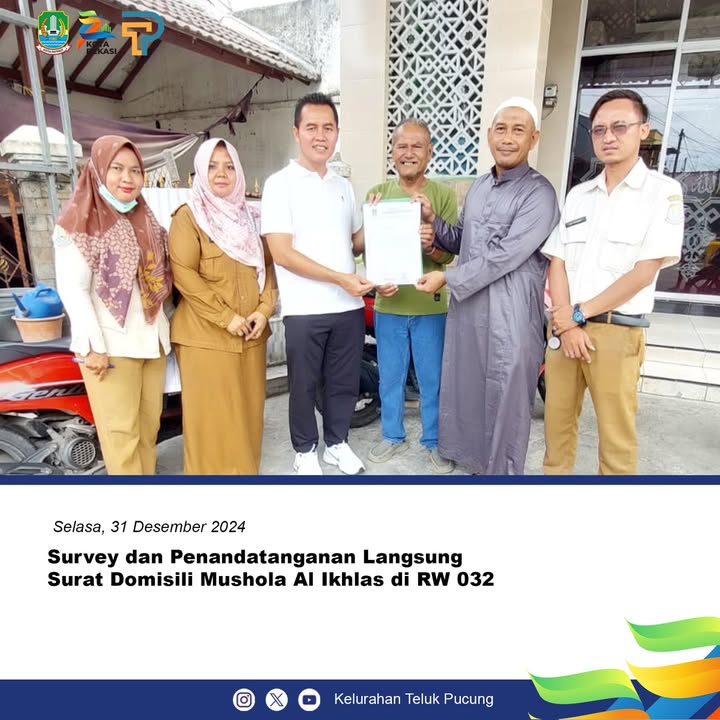 KOTA
BEKASI
Selasa, 31 Desember 2024
Survey dan Penandatanganan Langsung
Surat Domisili Mushola Al Ikhlas di RW 032
Kelurahan Teluk Pucung